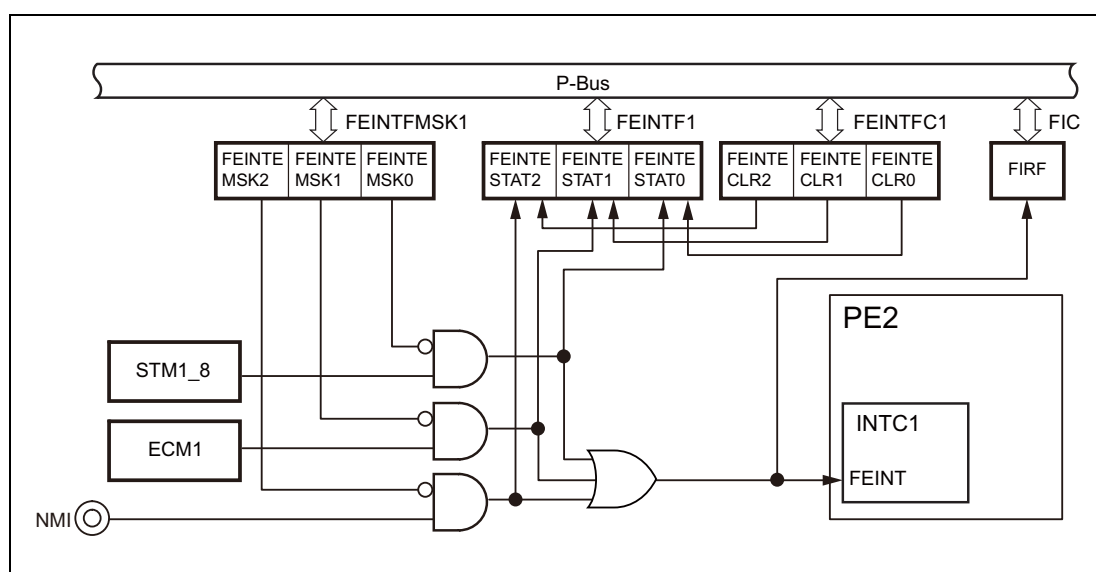 P-Bus
FEINTFMSK1
FEINTF1
FEINTFC1
FIC
FEINTE FEINTE FEINTE
MSK2 MSK1 MSK0
FEINTE FEINTE FEINTE
STAT2 STAT1 STAT0
FEINTE FEINTE FEINTE
CLR2 CLR1 CLR0
FIRF
PE2
STM1_8
INTC1
ECM1
FEINT
NMI